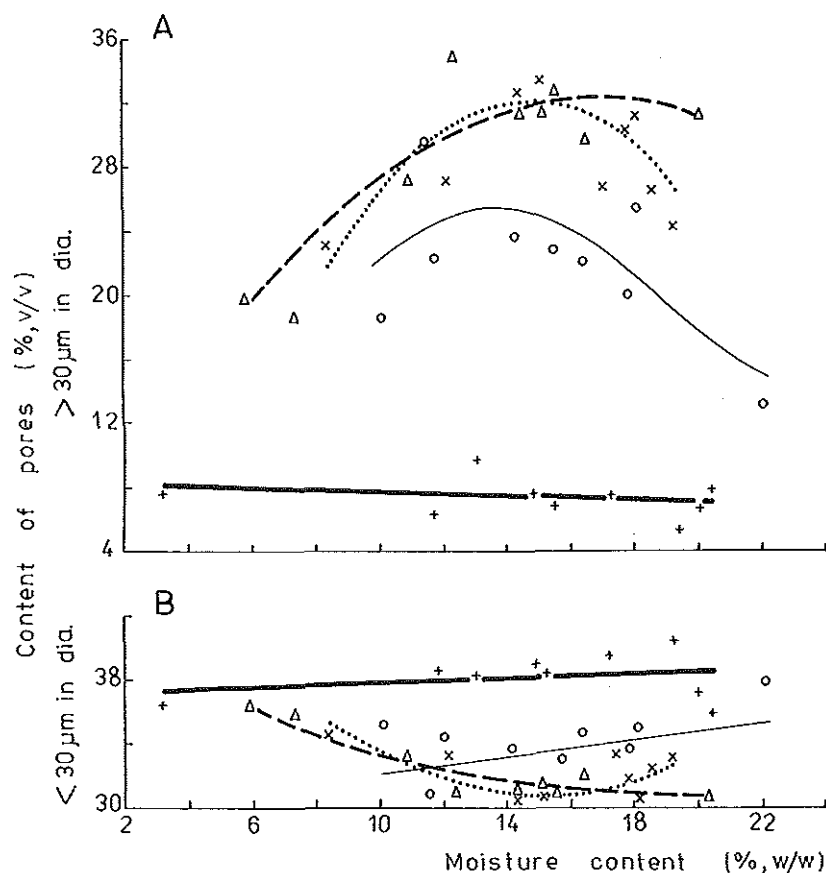 A
36
28
20
12
4
Content of pores (%, v/v)
> 30 µm in dia.
B
38
30
< 30 µm in dia.
2 6 10 14 18 22
Moisture content (%, w/w)